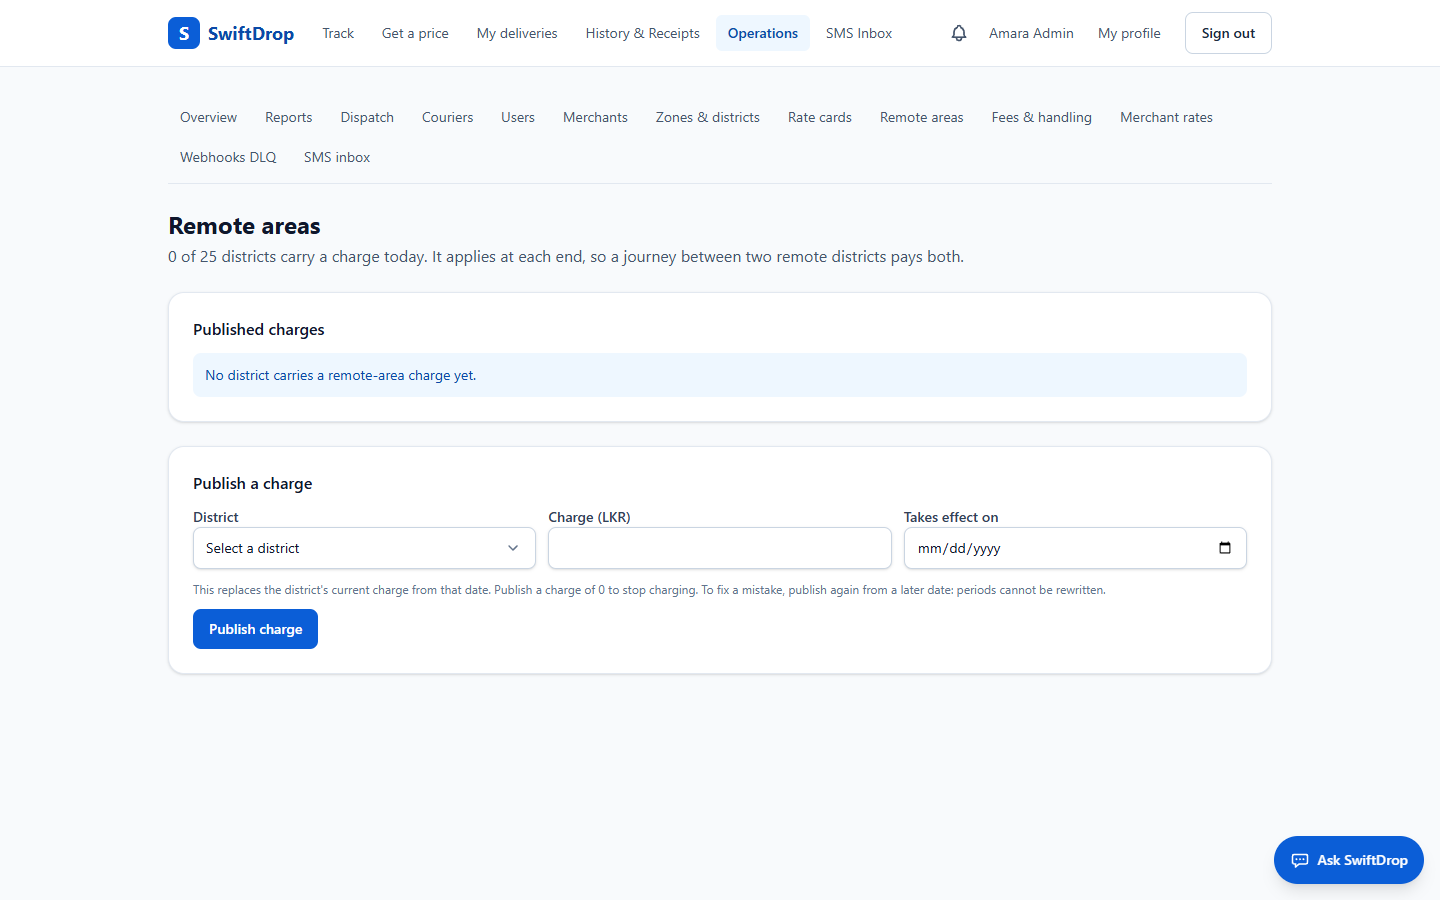 S SwiftDrop Track Get a price My deliveries History & Receipts Operations SMS Inbox Amara Admin My profile Sign out
Overview Reports Dispatch Couriers Users Merchants Zones & districts Rate cards Remote areas Fees & handling Merchant rates
Webhooks DLQ SMS inbox
Remote areas
0 of 25 districts carry a charge today. It applies at each end, so a journey between two remote districts pays both.
Published charges
No district carries a remote-area charge yet.
Publish a charge
District Charge (LKR) Takes effect on
Select a district mm/dd/yyyy
This replaces the district's current charge from that date. Publish a charge of 0 to stop charging. To fix a mistake, publish again from a later date: periods cannot be rewritten.
Publish charge
Ask SwiftDrop